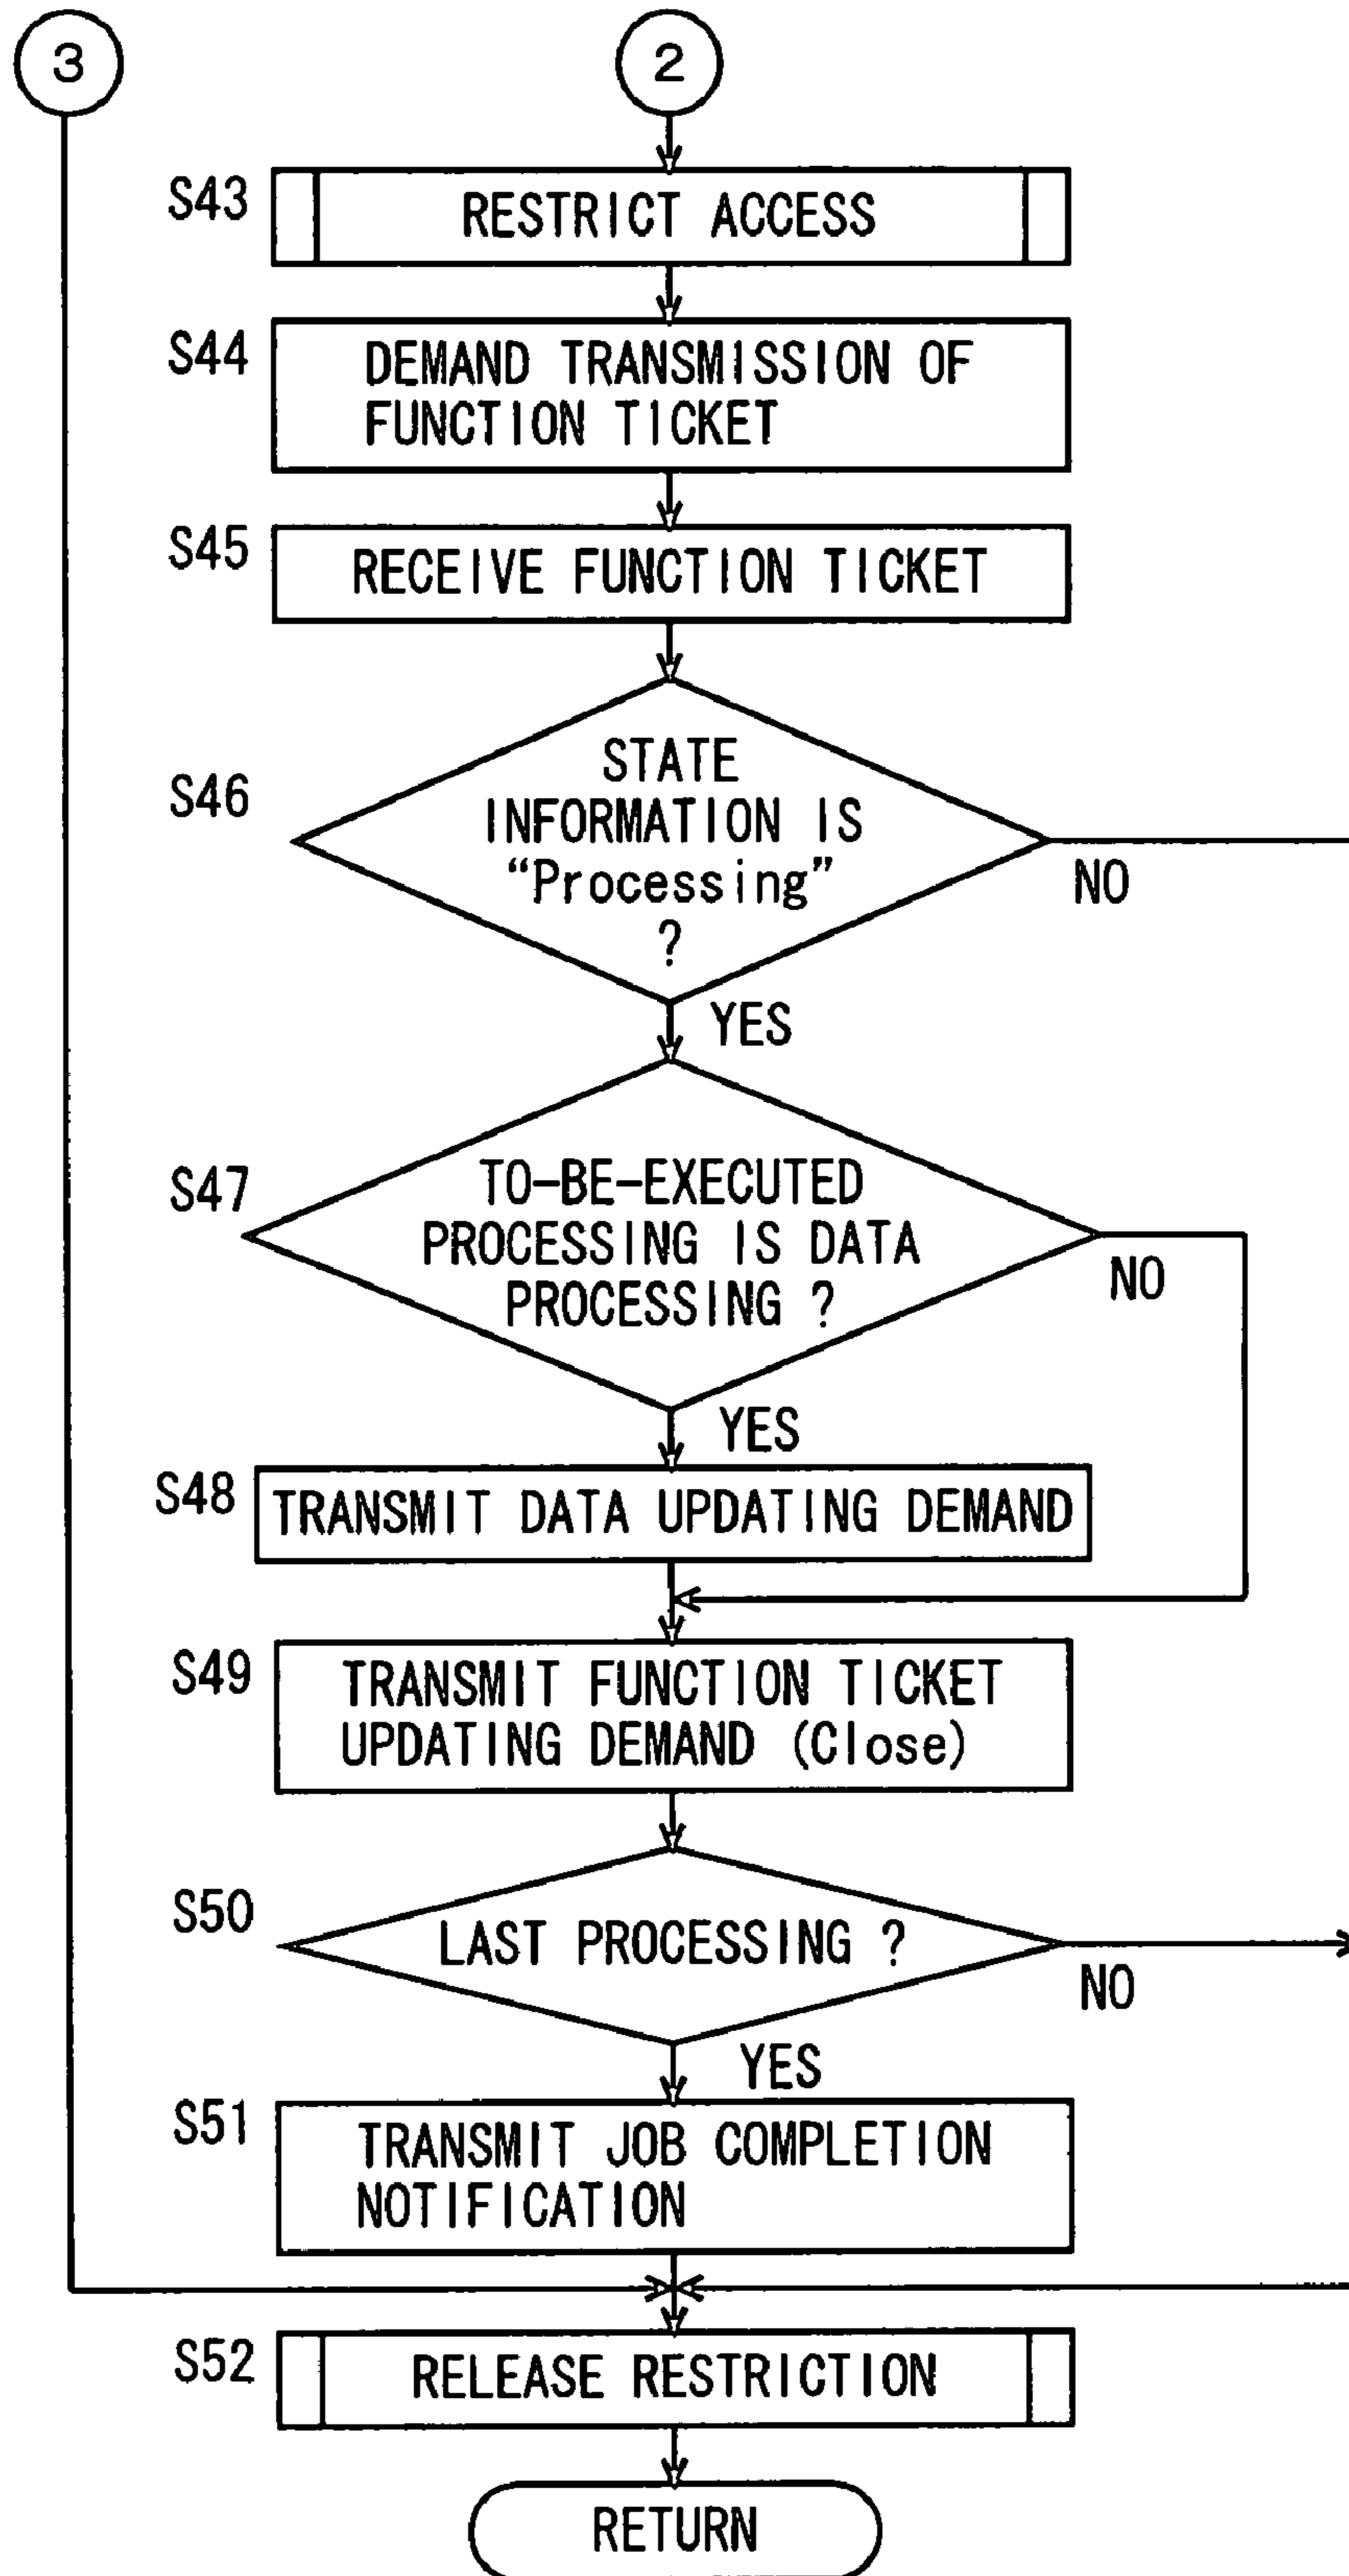 3
2
S43
RESTRICT ACCESS
S44
DEMAND TRANSMISSION OF
FUNCTION TICKET
S45
RECEIVE FUNCTION TICKET
S46
STATE
INFORMATION IS
“Processing”
?
NO
YES
S47
TO-BE-EXECUTED
PROCESSING IS DATA
PROCESSING ?
NO
YES
S48
TRANSMIT DATA UPDATING DEMAND
S49
TRANSMIT FUNCTION TICKET
UPDATING DEMAND (Close)
S50
LAST PROCESSING ?
NO
YES
S51
TRANSMIT JOB COMPLETION
NOTIFICATION
S52
RELEASE RESTRICTION
RETURN